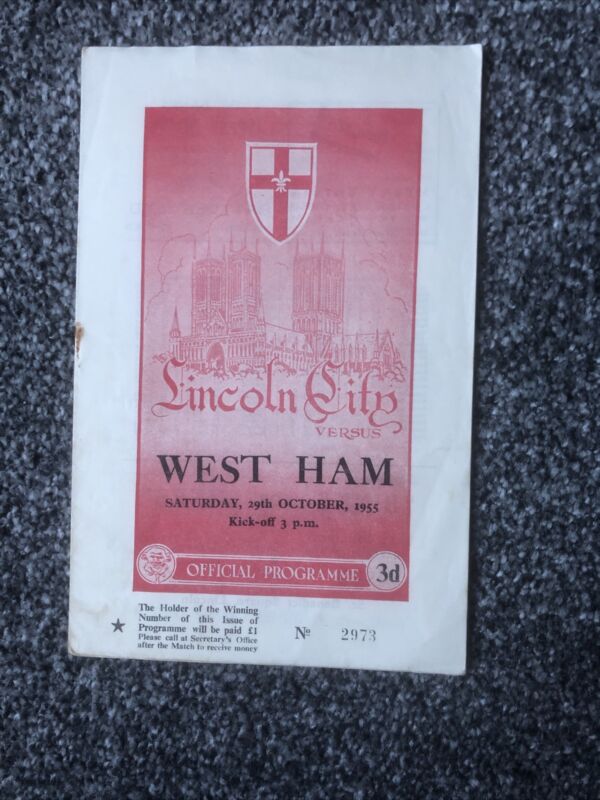 Lincoln City
VERSUS
WEST HAM
SATURDAY, 29th OCTOBER, 1955
Kick-off 3 p.m.
OFFICIAL PROGRAMME 3d
The Holder of the Winning
Number of this Issue of
Programme will be paid £1
Please call at Secretary's Office
after the Match to receive money
Nº 2973